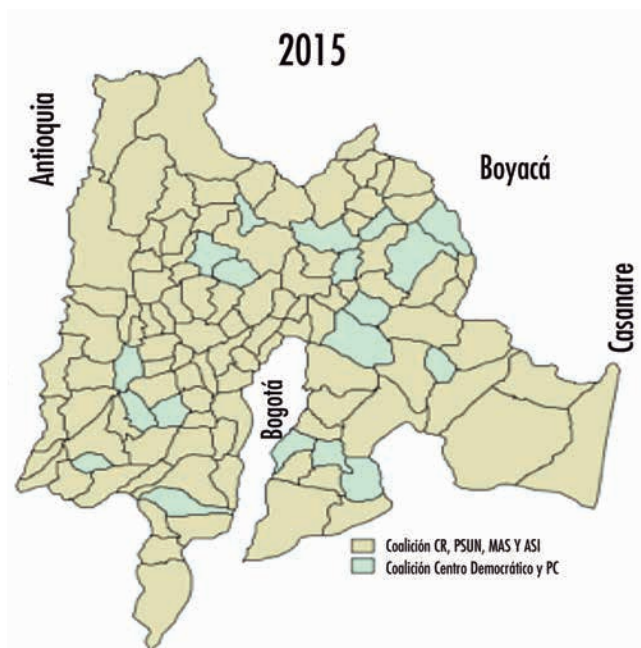 2015
Antioquia
Boyacá
Casanare
Bogotá
Coalición CR, PSUN, MAS Y ASI
Coalición Centro Democrático y PC